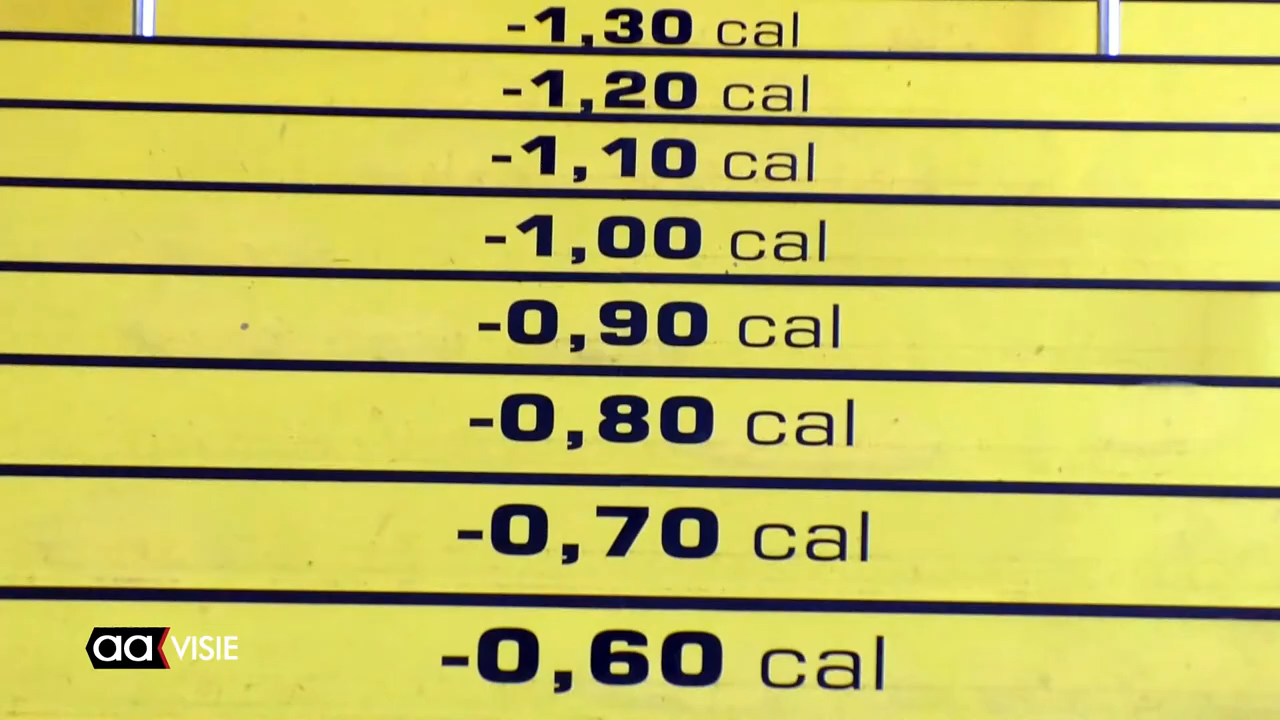 -1,30 cal
-1,20 cal
-1,10 cal
-1,00 cal
-0,90 cal
-0,80 cal
-0,70 cal
-0,60 cal
aa VISIE